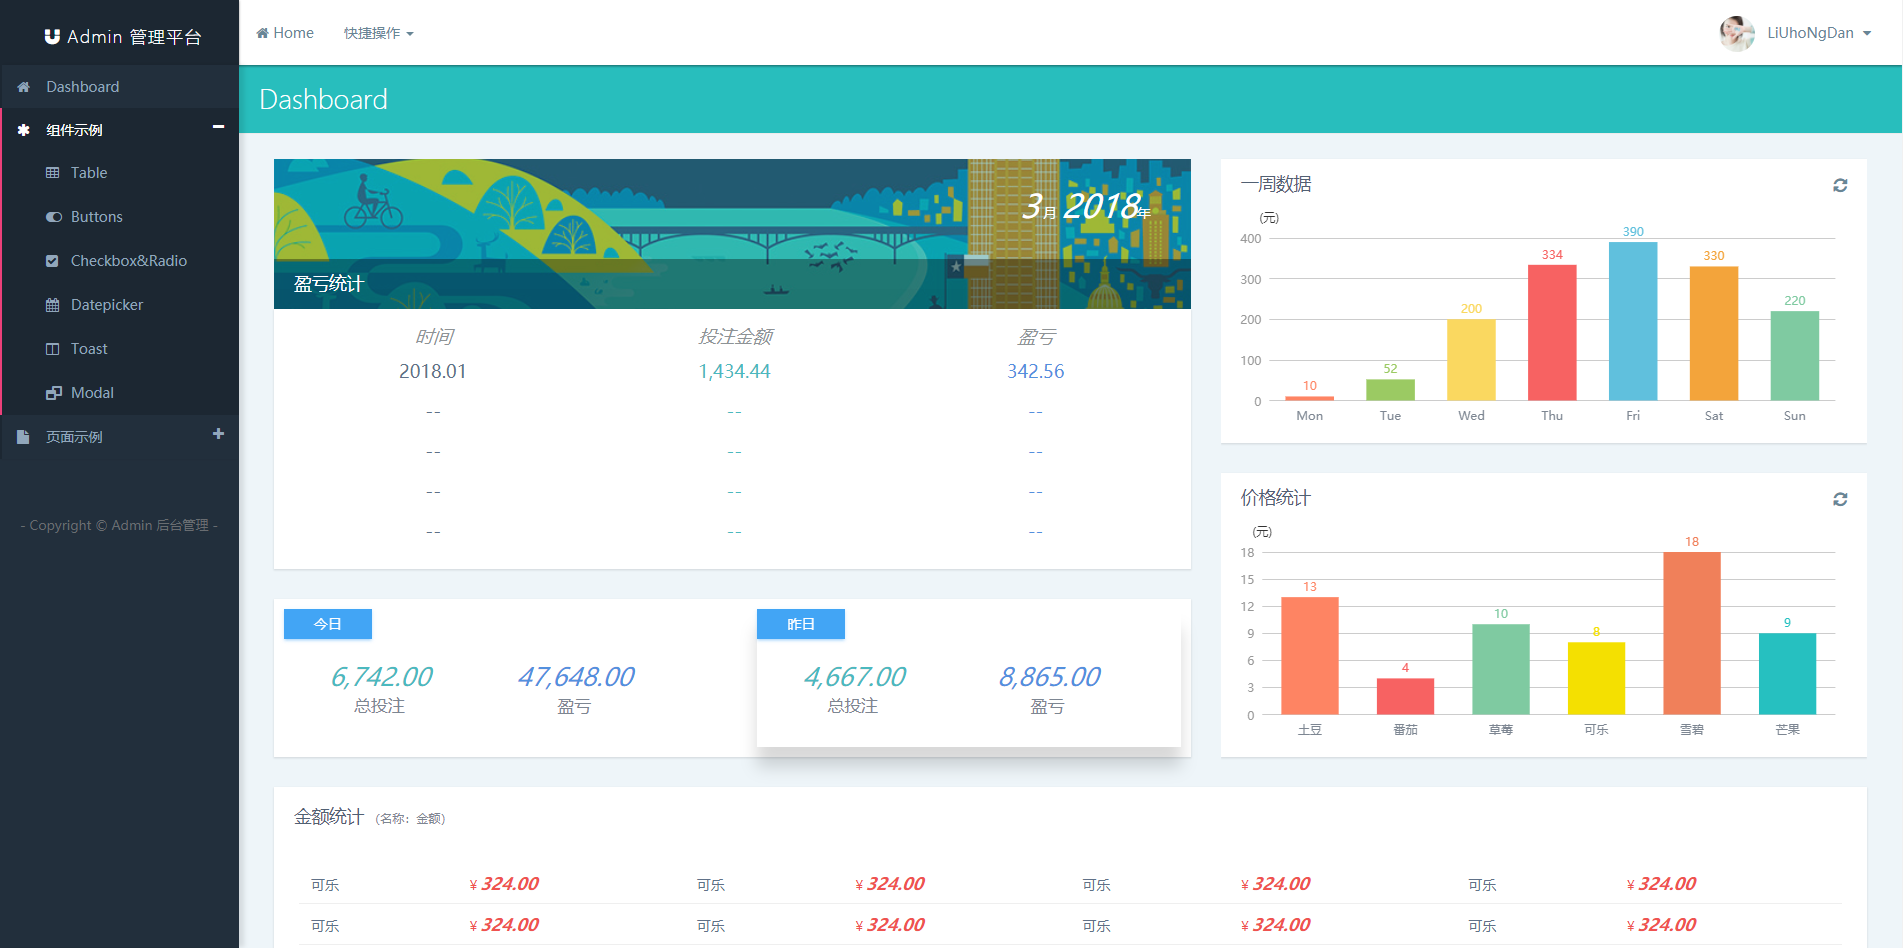 Admin 管理平台
Home 快捷操作
LiUhoNgDan
Dashboard
组件示例
Table
Buttons
Checkbox&Radio
Datepicker
Toast
Modal
页面示例
- Copyright © Admin 后台管理 -
Dashboard
3月 2018年
盈亏统计
时间 投注金额 盈亏
2018.01 1,434.44 342.56
-- -- --
-- -- --
-- -- --
-- -- --
一周数据
(元)
400
300
200
100
0
10 52 200 334 390 330 220
Mon Tue Wed Thu Fri Sat Sun
今日
6,742.00 47,648.00
总投注 盈亏
昨日
4,667.00 8,865.00
总投注 盈亏
价格统计
(元)
18
15
12
9
6
3
0
13 4 10 8 18 9
土豆 番茄 草莓 可乐 雪碧 芒果
金额统计 (名称：金额)
可乐 ¥ 324.00 可乐 ¥ 324.00 可乐 ¥ 324.00 可乐 ¥ 324.00
可乐 ¥ 324.00 可乐 ¥ 324.00 可乐 ¥ 324.00 可乐 ¥ 324.00